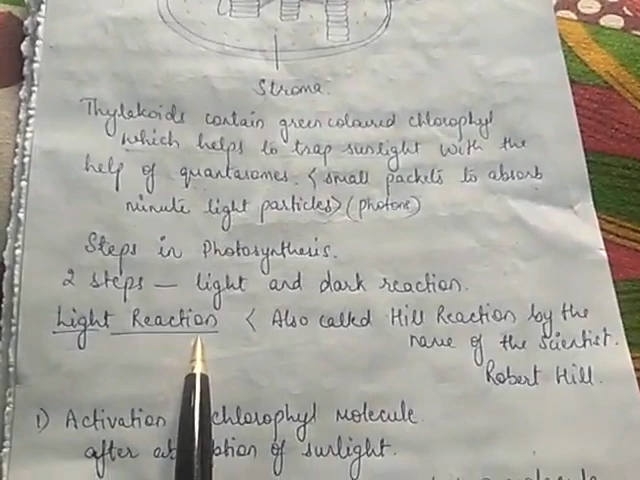 Stroma.
Thylakoids contain green coloured chlorophyl
which helps to trap sunlight with the
help of quantasomes. <small packets to absorb
minute light particles> (photons)
Steps in Photosynthesis.
2 steps — light and dark reaction.
Light Reaction < Also called Hill Reaction by the
name of the Scientist.
Robert Hill.
i) Activation chlorophyl molecule
after of sunlight.
molecule